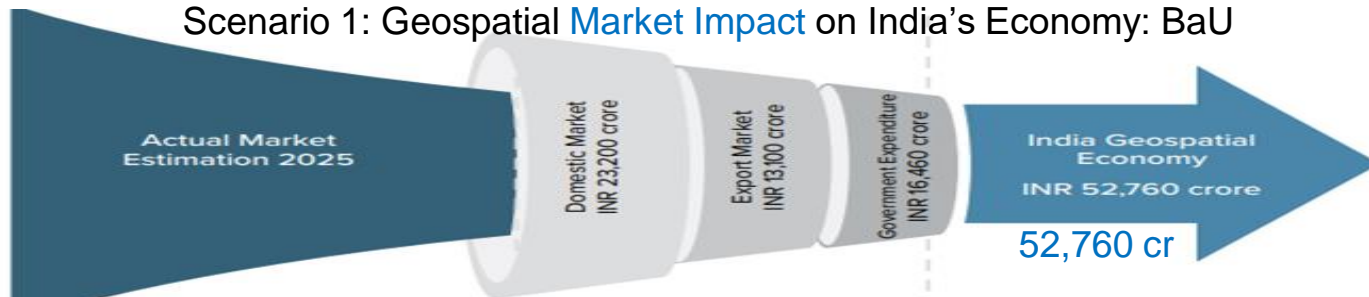 Scenario 1: Geospatial Market Impact on India's Economy: BaU
Actual Market
Estimation 2025
Domestic Market
INR 23,200 crore
Export Market
INR 13,100 crore
Government Expenditure
INR 16,460 crore
India Geospatial
Economy
INR 52,760 crore
52,760 cr